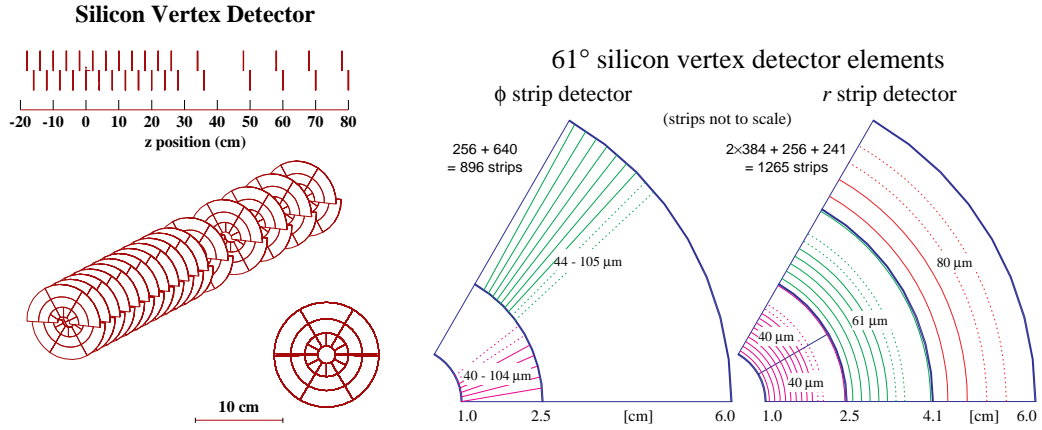 Silicon Vertex Detector
-20 -10 0 10 20 30 40 50 60 70 80
z position (cm)
10 cm
61° silicon vertex detector elements
ϕ strip detector
r strip detector
(strips not to scale)
256 + 640
= 896 strips
2×384 + 256 + 241
= 1265 strips
44 - 105 μm
40 - 104 μm
80 μm
61 μm
40 μm
40 μm
1.0 2.5 [cm] 6.0
1.0 2.5 4.1 [cm] 6.0